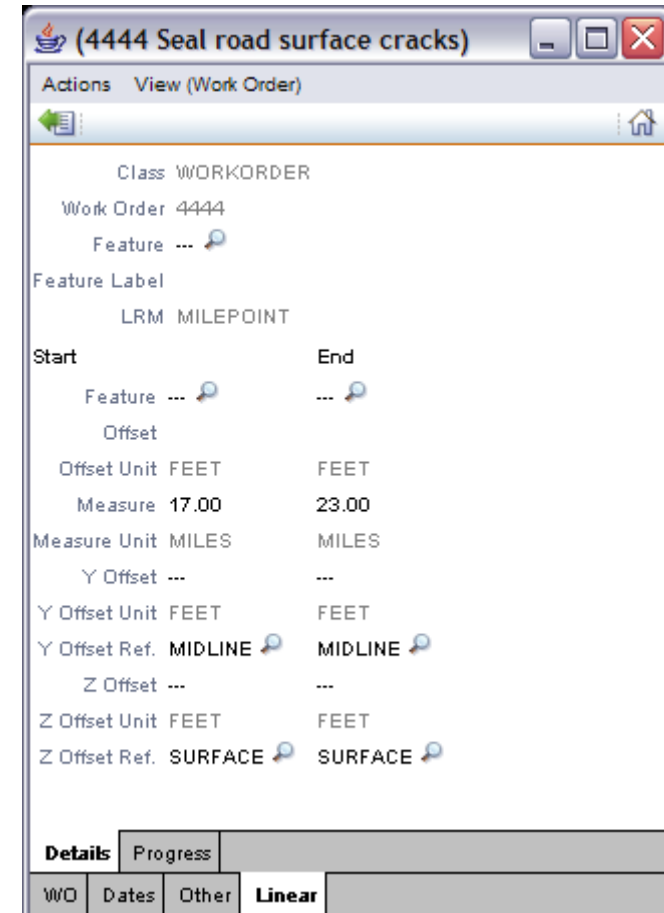 (4444 Seal road surface cracks)
Actions View (Work Order)
Class WORKORDER
Work Order 4444
Feature ---
Feature Label
LRM MILEPOINT
Start End
Feature --- ---
Offset
Offset Unit FEET FEET
Measure 17.00 23.00
Measure Unit MILES MILES
Y Offset --- ---
Y Offset Unit FEET FEET
Y Offset Ref. MIDLINE MIDLINE
Z Offset --- ---
Z Offset Unit FEET FEET
Z Offset Ref. SURFACE SURFACE
Details Progress
WO Dates Other Linear